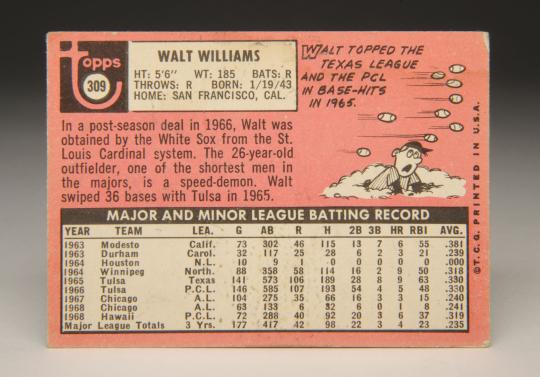 topps
309
WALT WILLIAMS
HT: 5'6" WT: 185 BATS: R
THROWS: R BORN: 1/19/43
HOME: SAN FRANCISCO, CAL.
WALT TOPPED THE
TEXAS LEAGUE
AND THE PCL
IN BASE-HITS
IN 1965.
In a post-season deal in 1966, Walt was
obtained by the White Sox from the St.
Louis Cardinal system. The 26-year-old
outfielder, one of the shortest men in
the majors, is a speed-demon. Walt
swiped 36 bases with Tulsa in 1965.
MAJOR AND MINOR LEAGUE BATTING RECORD
YEAR TEAM LEA. G AB R H 2B 3B HR RBI AVG.
1963 Modesto Calif. 73 302 46 115 13 7 6 55 .381
1963 Durham Carol. 32 117 25 28 6 2 3 21 .239
1964 Houston N.L. 10 9 1 0 0 0 0 0 .000
1964 Winnipeg North. 88 358 58 114 16 2 9 50 .318
1965 Tulsa Texas 141 573 106 189 28 8 9 63 .330
1966 Tulsa P.C.L. 146 585 107 193 54 4 5 48 .330
1967 Chicago A.L. 104 275 35 66 16 3 3 15 .240
1968 Chicago A.L. 63 133 6 32 6 0 1 8 .241
1968 Hawaii P.C.L. 72 288 40 92 20 5 6 37 .319
Major League Totals 3 Yrs. 177 417 42 98 22 3 4 23 .235
©T.C.G. PRINTED IN U.S.A.